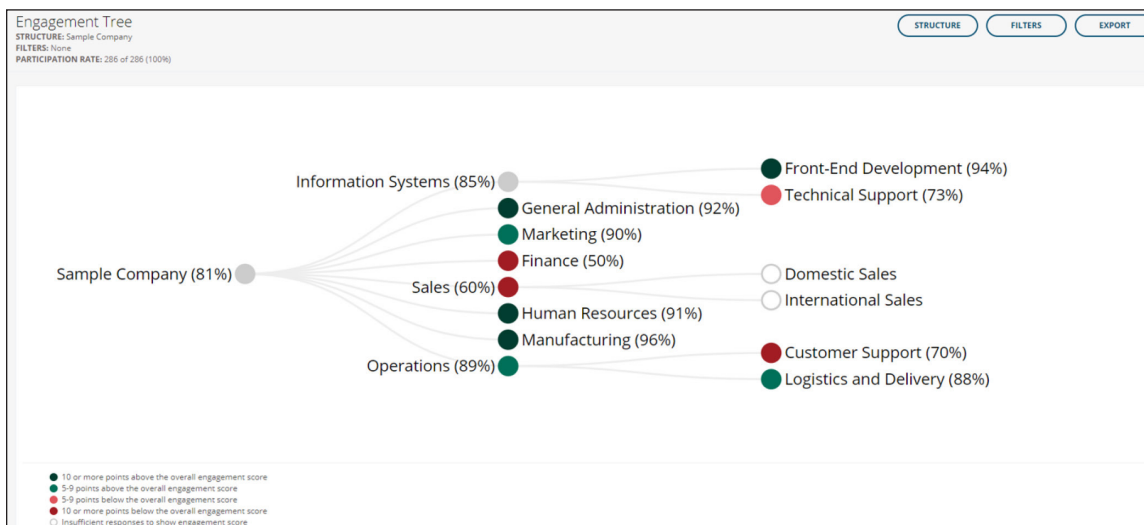 Engagement Tree
STRUCTURE: Sample Company
FILTERS: None
PARTICIPATION RATE: 286 of 286 (100%)
STRUCTURE
FILTERS
EXPORT
Sample Company (81%)
Information Systems (85%)
General Administration (92%)
Marketing (90%)
Finance (50%)
Sales (60%)
Human Resources (91%)
Manufacturing (96%)
Operations (89%)
Front-End Development (94%)
Technical Support (73%)
Domestic Sales
International Sales
Customer Support (70%)
Logistics and Delivery (88%)
10 or more points above the overall engagement score
5-9 points above the overall engagement score
5-9 points below the overall engagement score
10 or more points below the overall engagement score
Insufficient responses to show engagement score